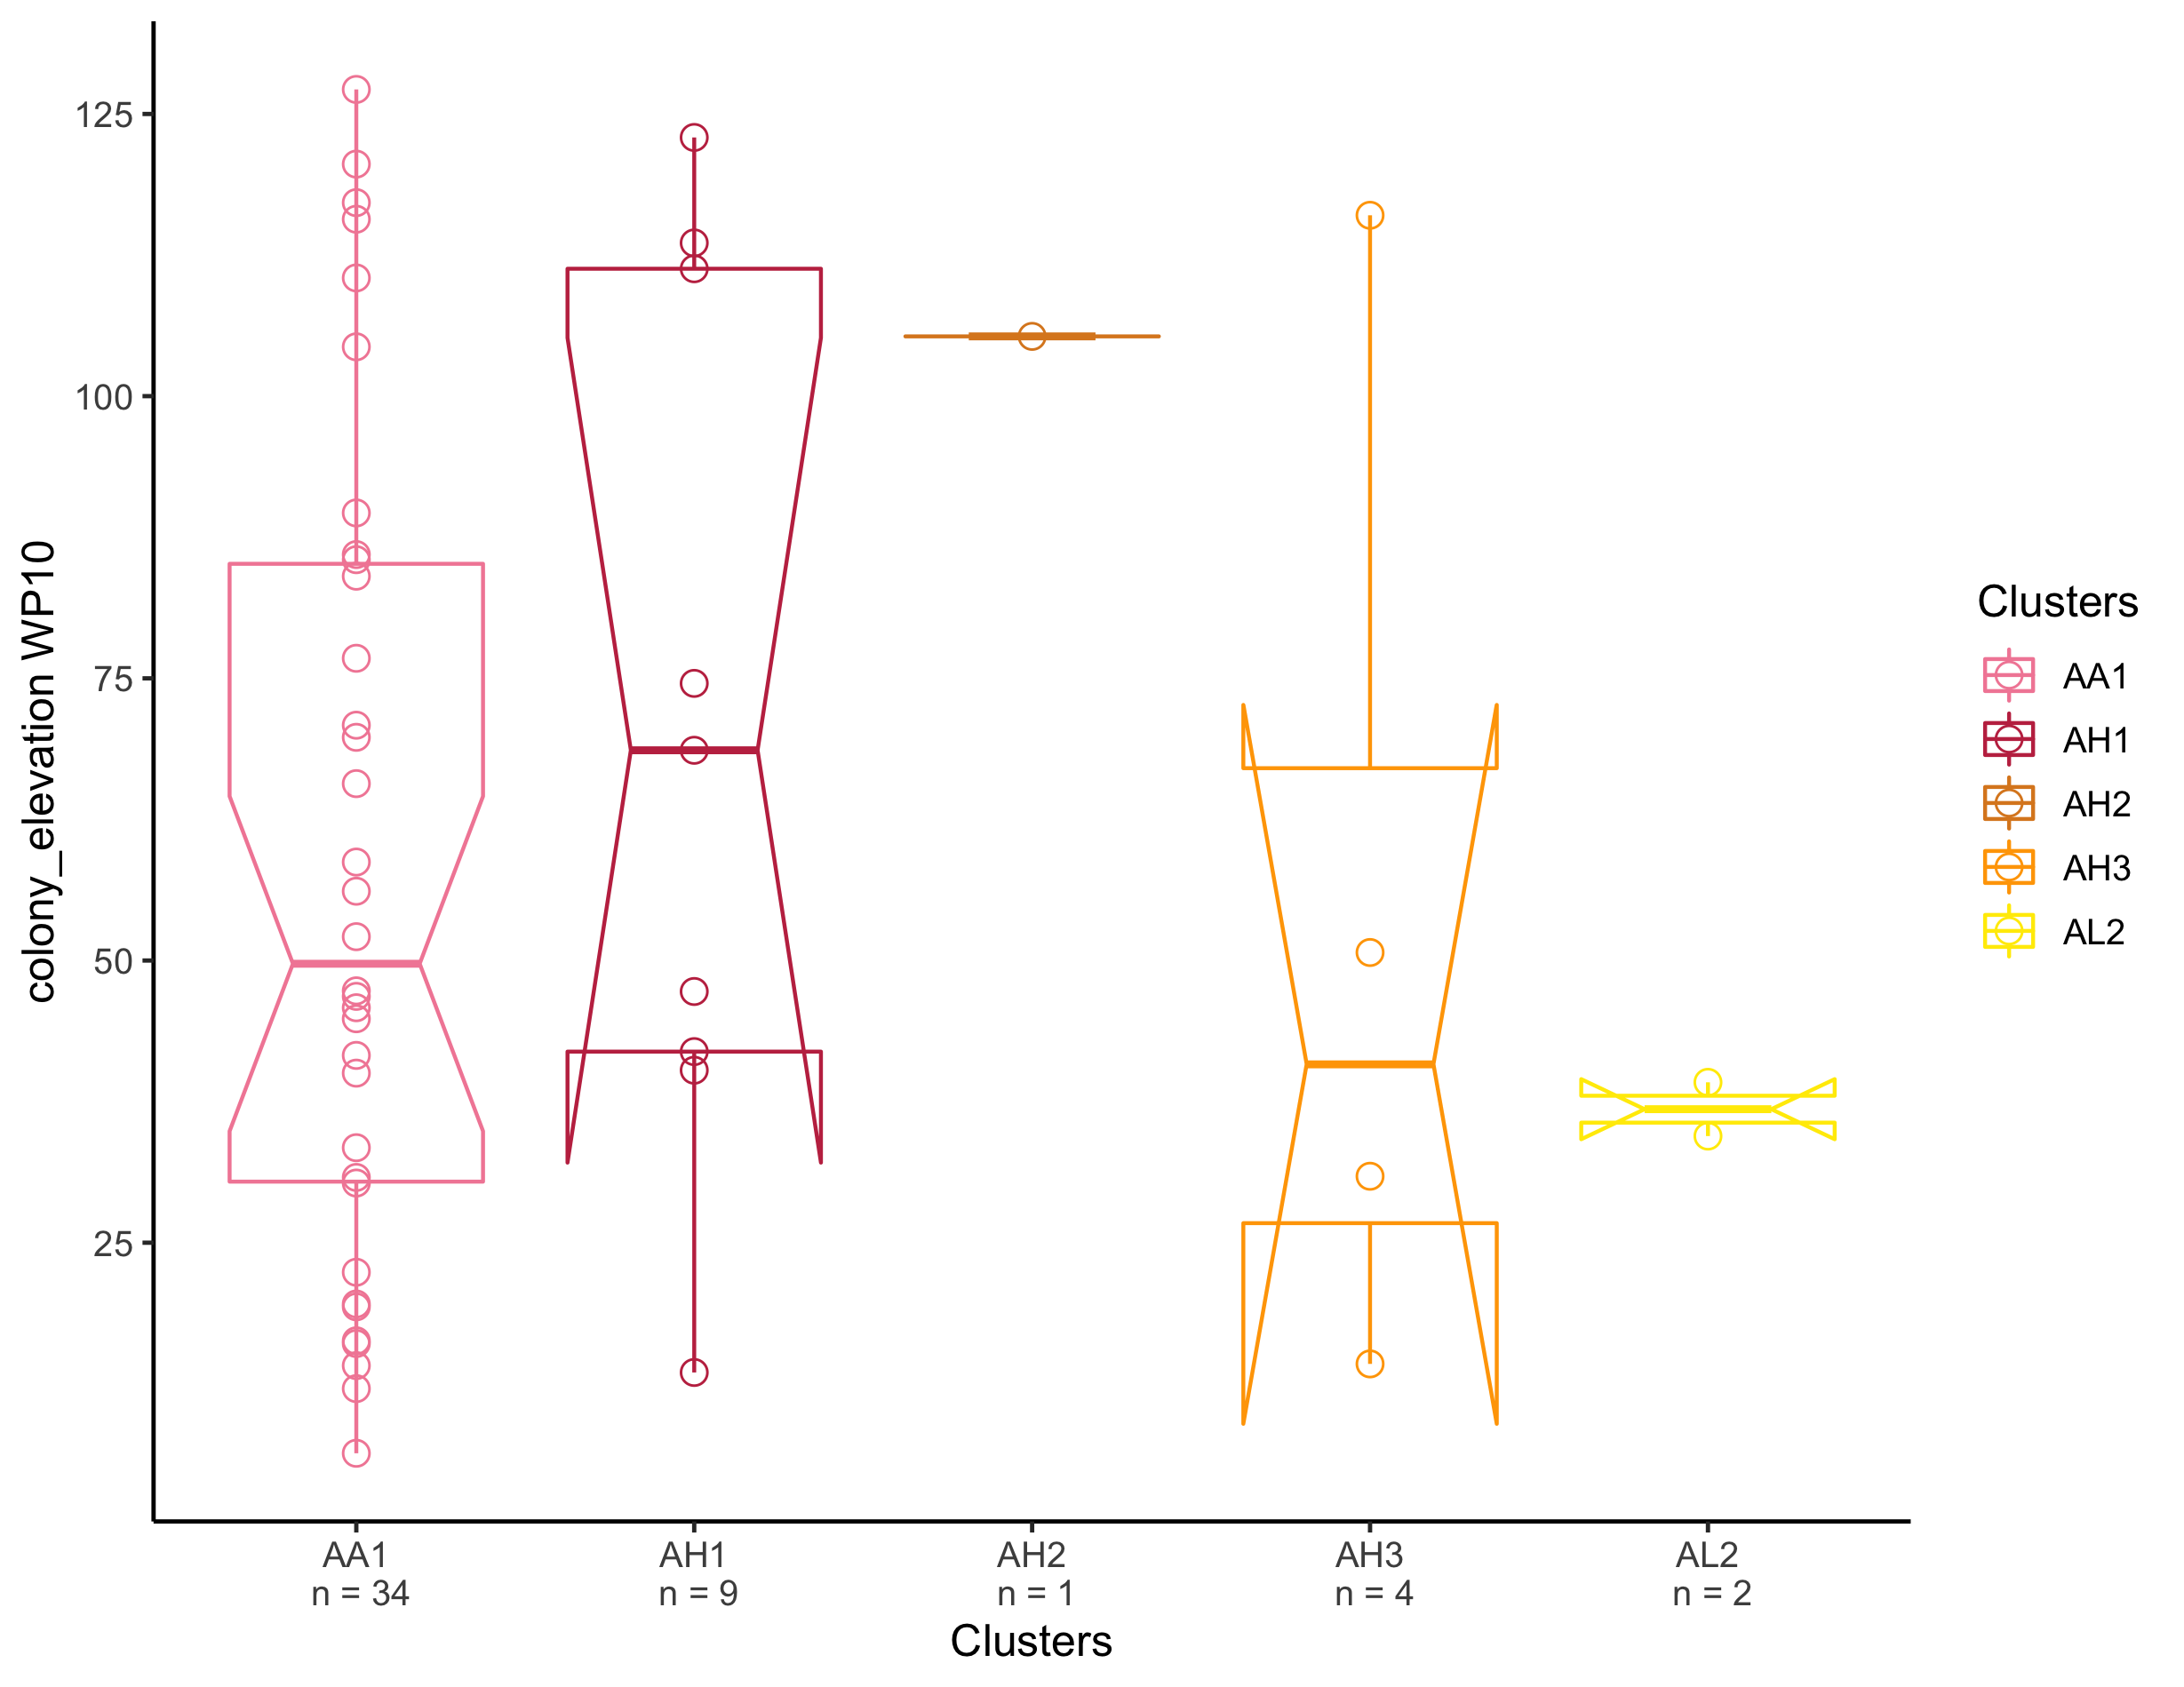 colony_elevation WP10
125
100
75
50
25
AA1
n = 34
AH1
n = 9
AH2
n = 1
AH3
n = 4
AL2
n = 2
Clusters
Clusters
AA1
AH1
AH2
AH3
AL2